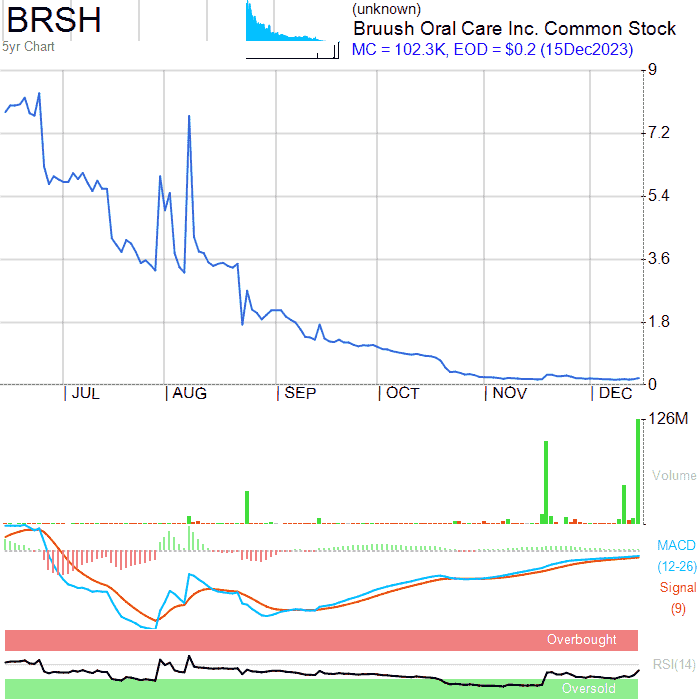 BRSH
5yr Chart
(unknown)
Bruush Oral Care Inc. Common Stock
MC = 102.3K, EOD = $0.2 (15Dec2023)
9
7.2
5.4
3.6
1.8
0
JUL AUG SEP OCT NOV DEC
126M
Volume
MACD
(12-26)
Signal
(9)
Overbought
RSI(14)
Oversold